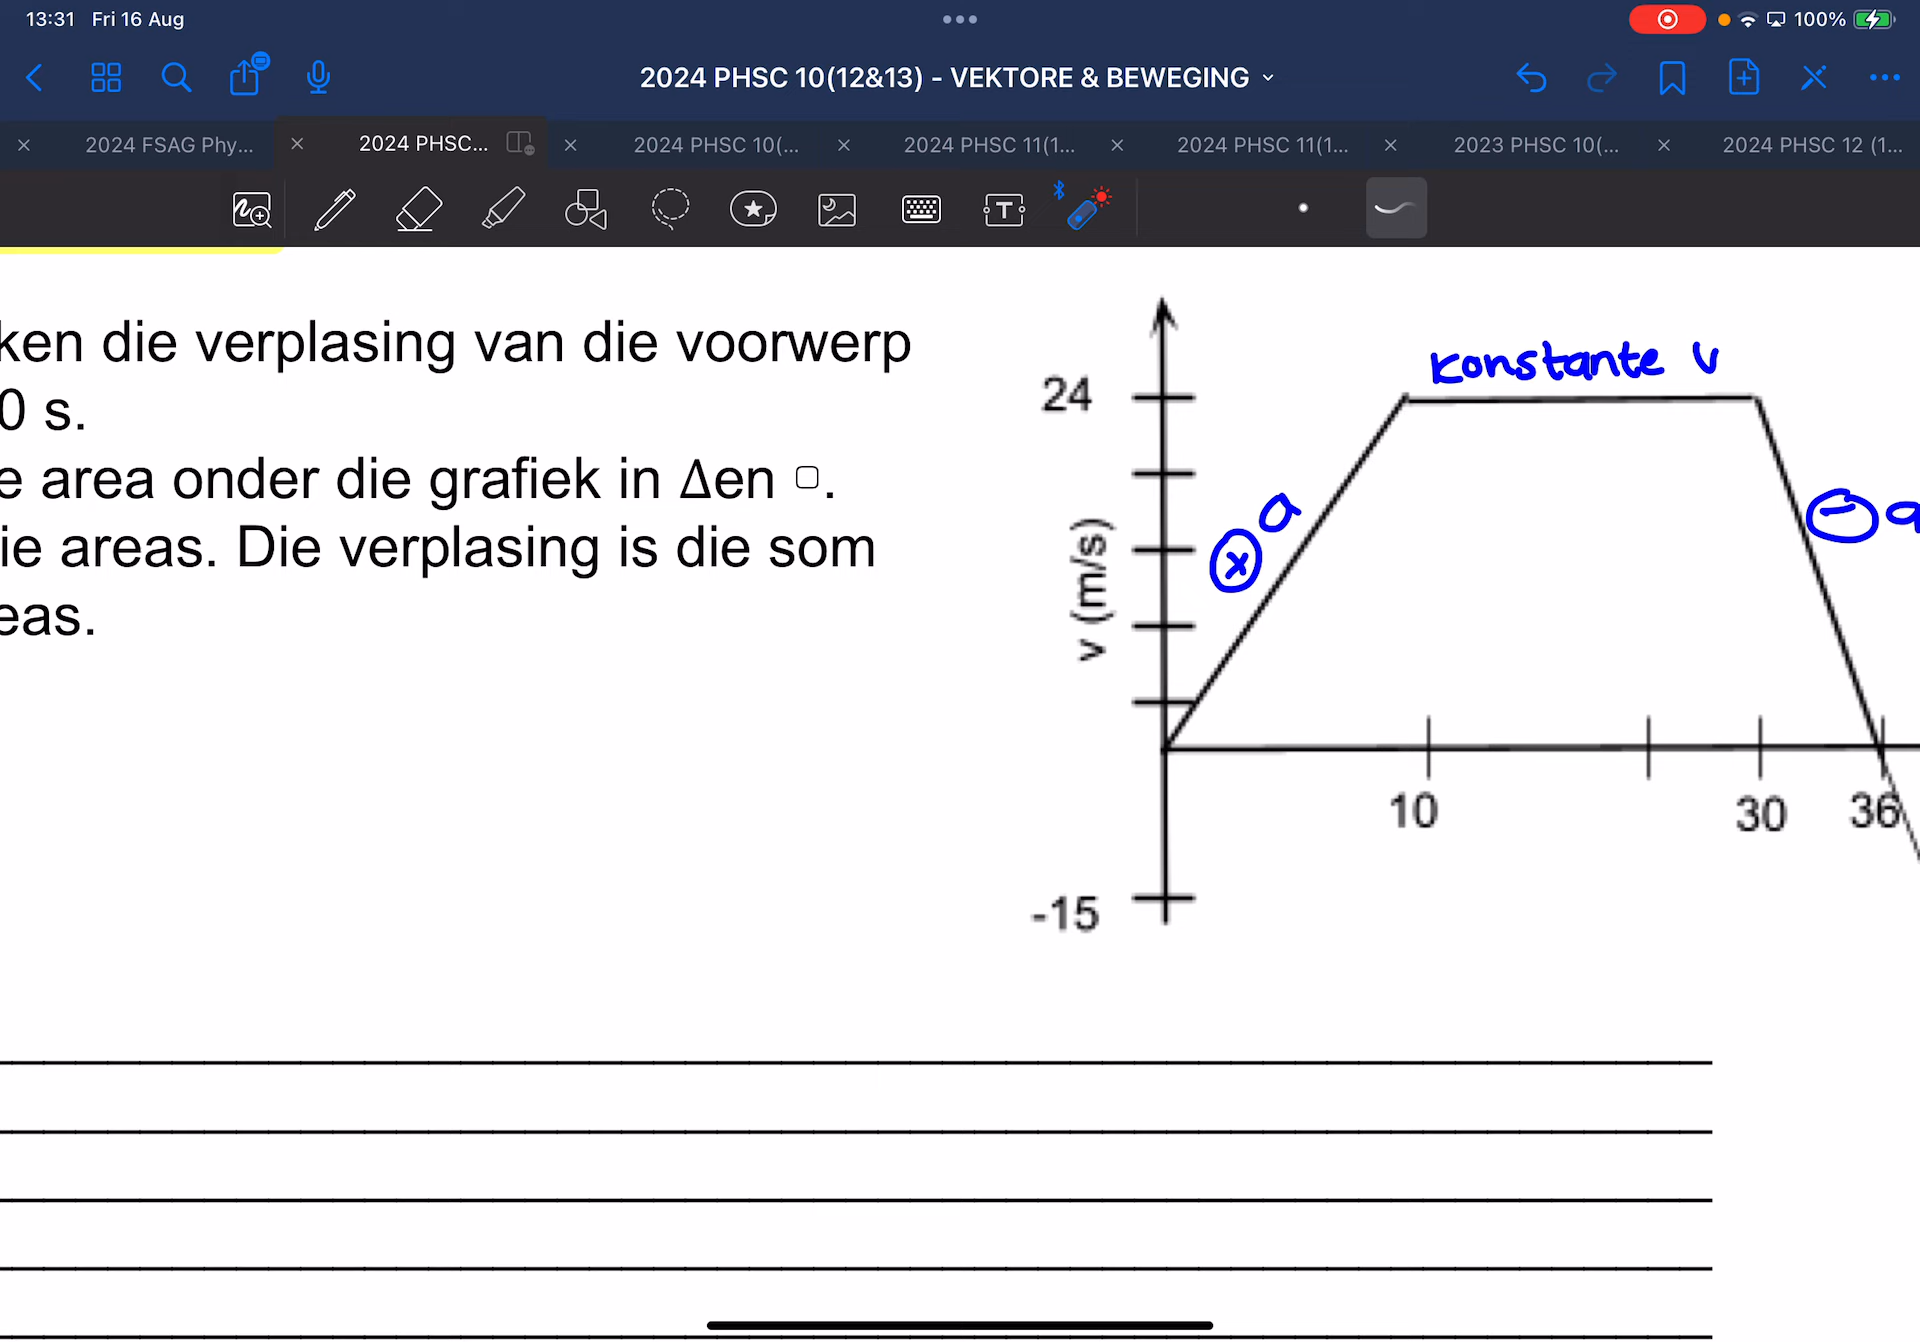 13:31 Fri 16 Aug
100%
2024 PHSC 10(12&13) - VEKTORE & BEWEGING
2024 FSAG Phy...
2024 PHSC...
2024 PHSC 10(...
2024 PHSC 11(1...
2024 PHSC 11(1...
2023 PHSC 10(...
2024 PHSC 12 (1...
ken die verplasing van die voorwerp
0 s.
e area onder die grafiek in Δen ▢.
ie areas. Die verplasing is die som
eas.
konstante v
24
a
x
- a
v (m/s)
10
30
36
-15